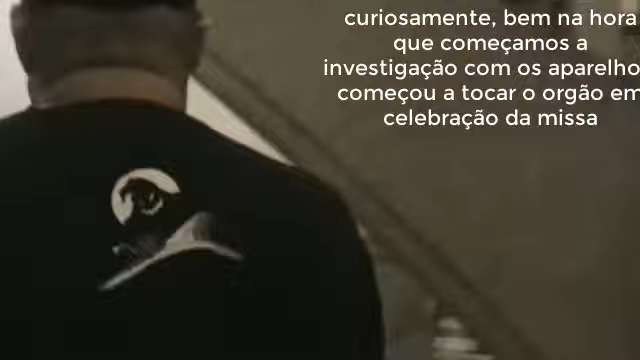 curiosamente, bem na hora
que começamos a
investigação com os aparelho
começou a tocar o orgão em
celebração da missa